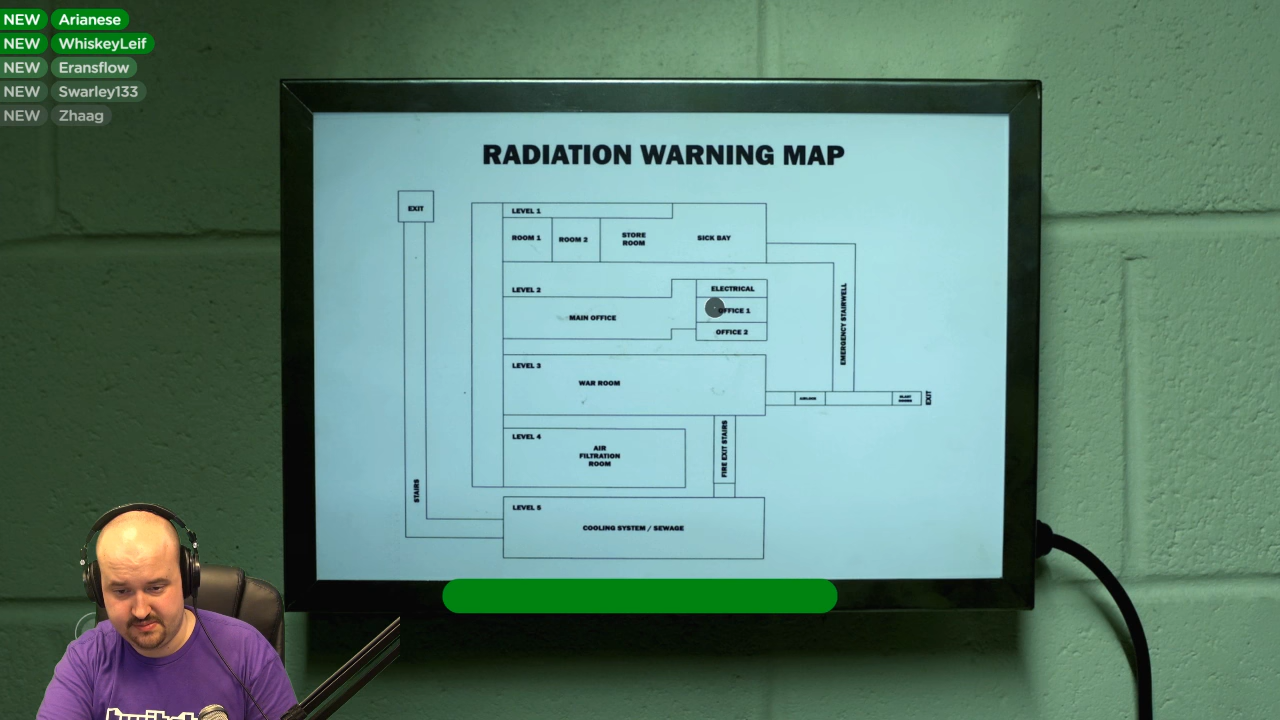 NEW Arianese
NEW WhiskeyLeif
NEW Eransflow
NEW Swarley133
NEW Zhaag
RADIATION WARNING MAP
EXIT
LEVEL 1
ROOM 1
ROOM 2
STORE
ROOM
SICK BAY
LEVEL 2
MAIN OFFICE
ELECTRICAL
OFFICE 1
OFFICE 2
EMERGENCY STAIRWELL
LEVEL 3
WAR ROOM
EXIT
LEVEL 4
AIR
FILTRATION
ROOM
FIRE EXIT STAIRS
STAIRS
LEVEL 5
COOLING SYSTEM / SEWAGE
twitch